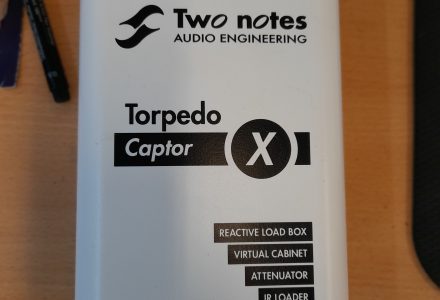 Two notes
AUDIO ENGINEERING
Torpedo
Captor X
REACTIVE LOAD BOX
VIRTUAL CABINET
ATTENUATOR
IR LOADER